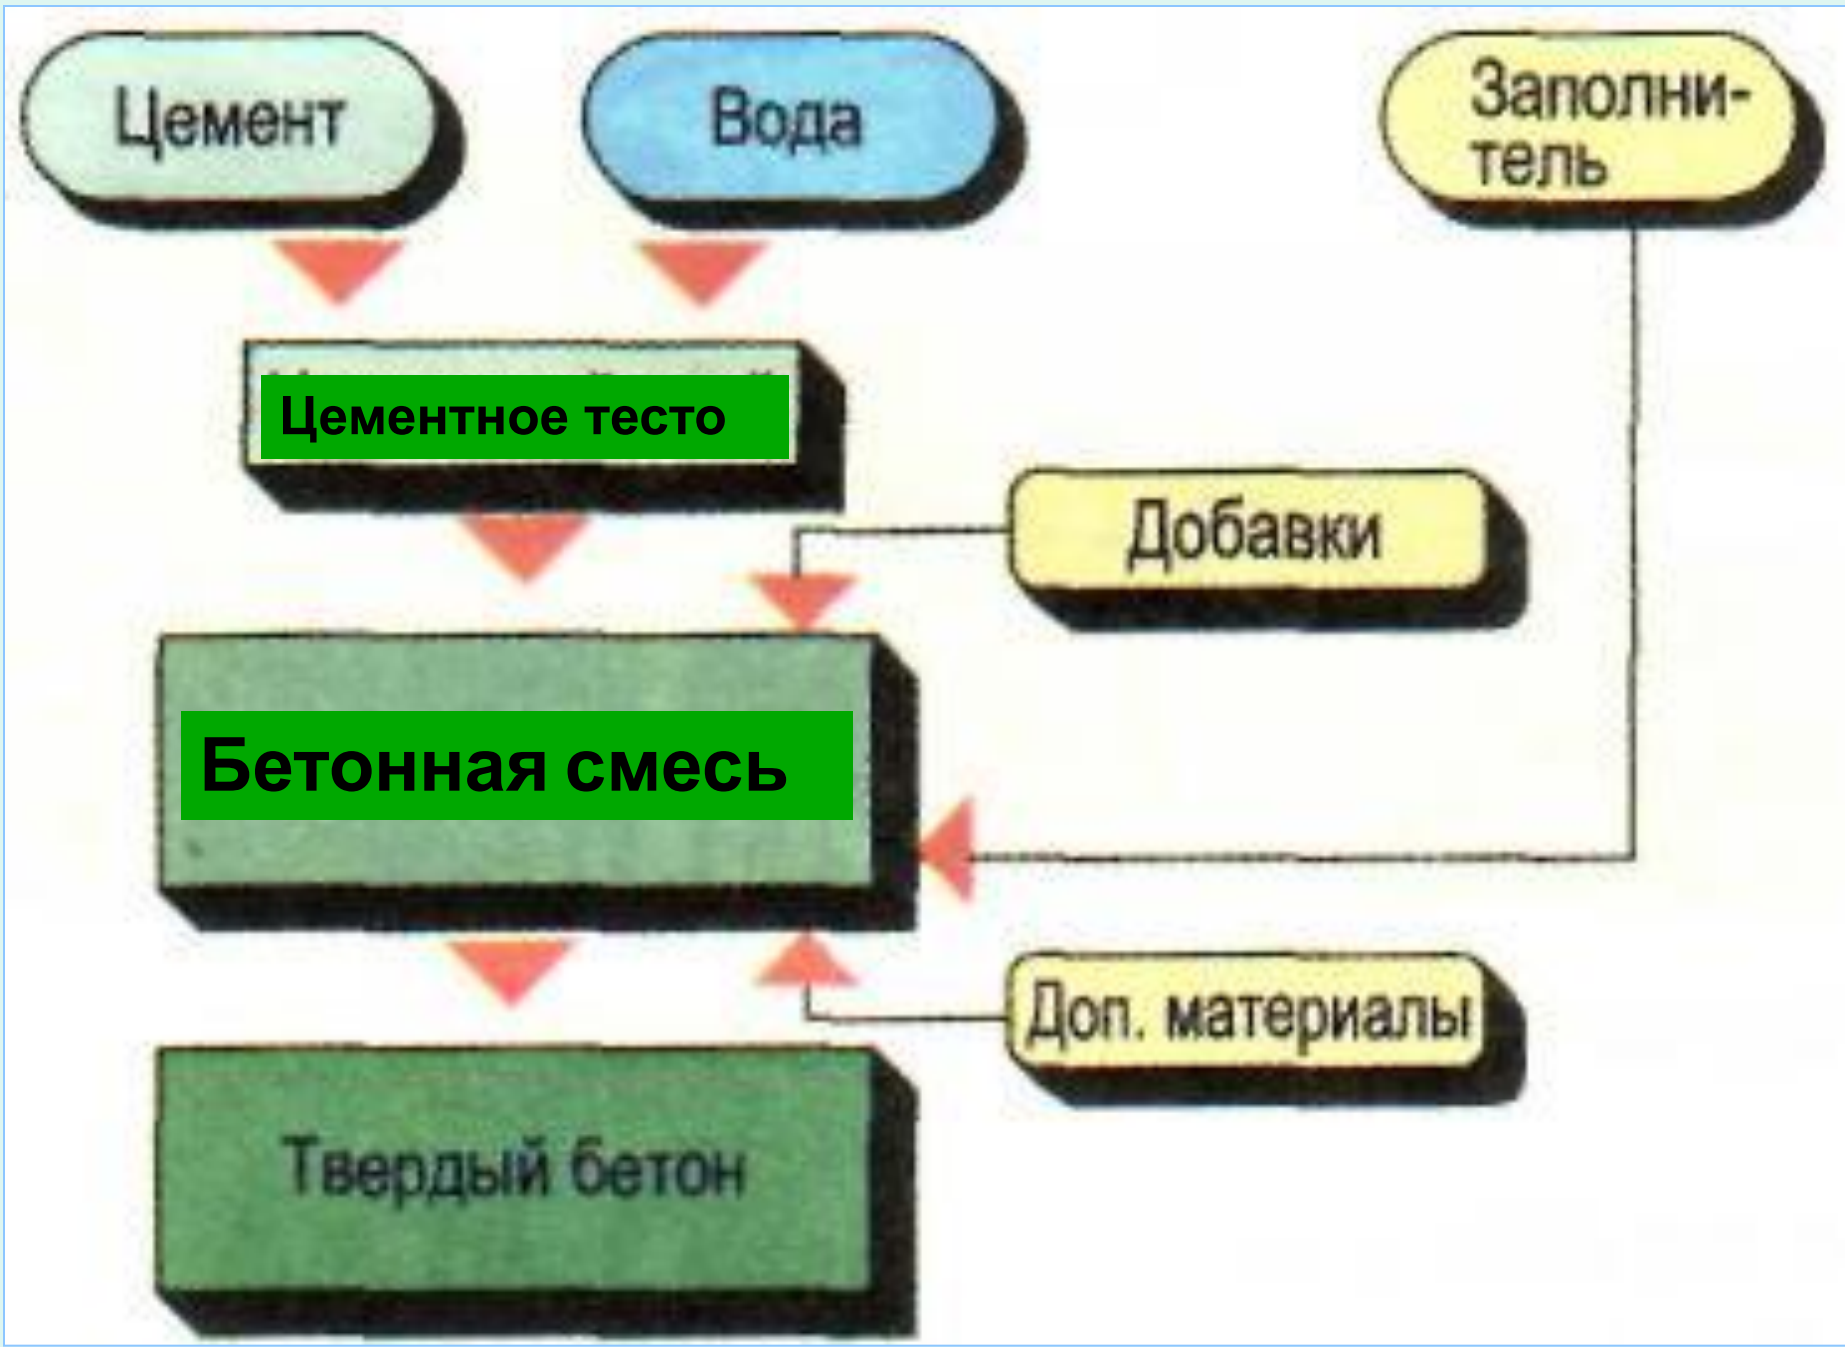 Цемент
Вода
Заполни-
тель
Цементное тесто
Добавки
Бетонная смесь
Доп. материалы
Твердый бетон